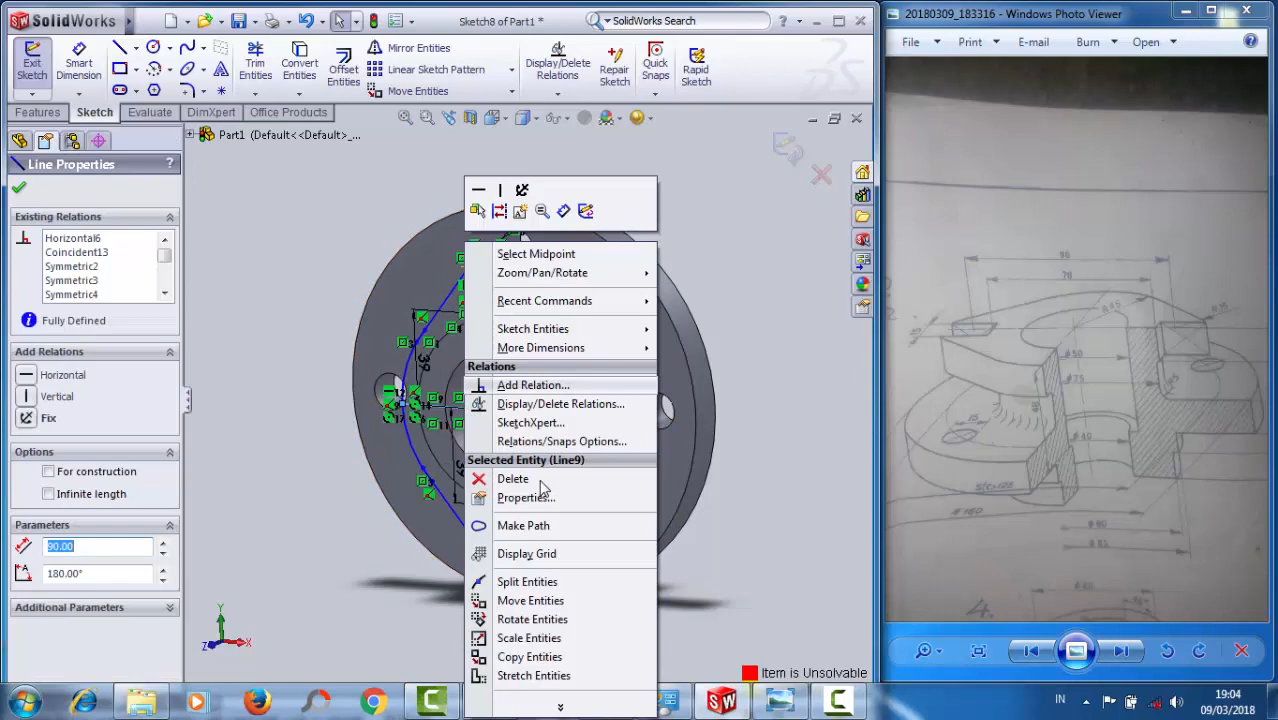 SolidWorks
Sketch8 of Part1 *
SolidWorks Search
20180309_183316 - Windows Photo Viewer
File Print E-mail Burn Open
Exit Sketch
Smart Dimension
Trim Entities
Convert Entities
Offset Entities
Mirror Entities
Linear Sketch Pattern
Move Entities
Display/Delete Relations
Repair Sketch
Quick Snaps
Rapid Sketch
Features Sketch Evaluate DimXpert Office Products
Part1 (Default<<Default>_...
Line Properties ?
Existing Relations
Horizontal6
Coincident13
Symmetric2
Symmetric3
Symmetric4
Fully Defined
Add Relations
Horizontal
Vertical
Fix
Options
For construction
Infinite length
Parameters
90.00
180.00°
Additional Parameters
Select Midpoint
Zoom/Pan/Rotate
Recent Commands
Sketch Entities
More Dimensions
Relations
Add Relation...
Display/Delete Relations...
SketchXpert...
Relations/Snaps Options...
Selected Entity (Line9)
Delete
Properties...
Make Path
Display Grid
Split Entities
Move Entities
Rotate Entities
Scale Entities
Copy Entities
Stretch Entities
39
Y
Z X
90
70
ø50
ø75
ø40
Item is Unsolvable
IN
19:04
09/03/2018